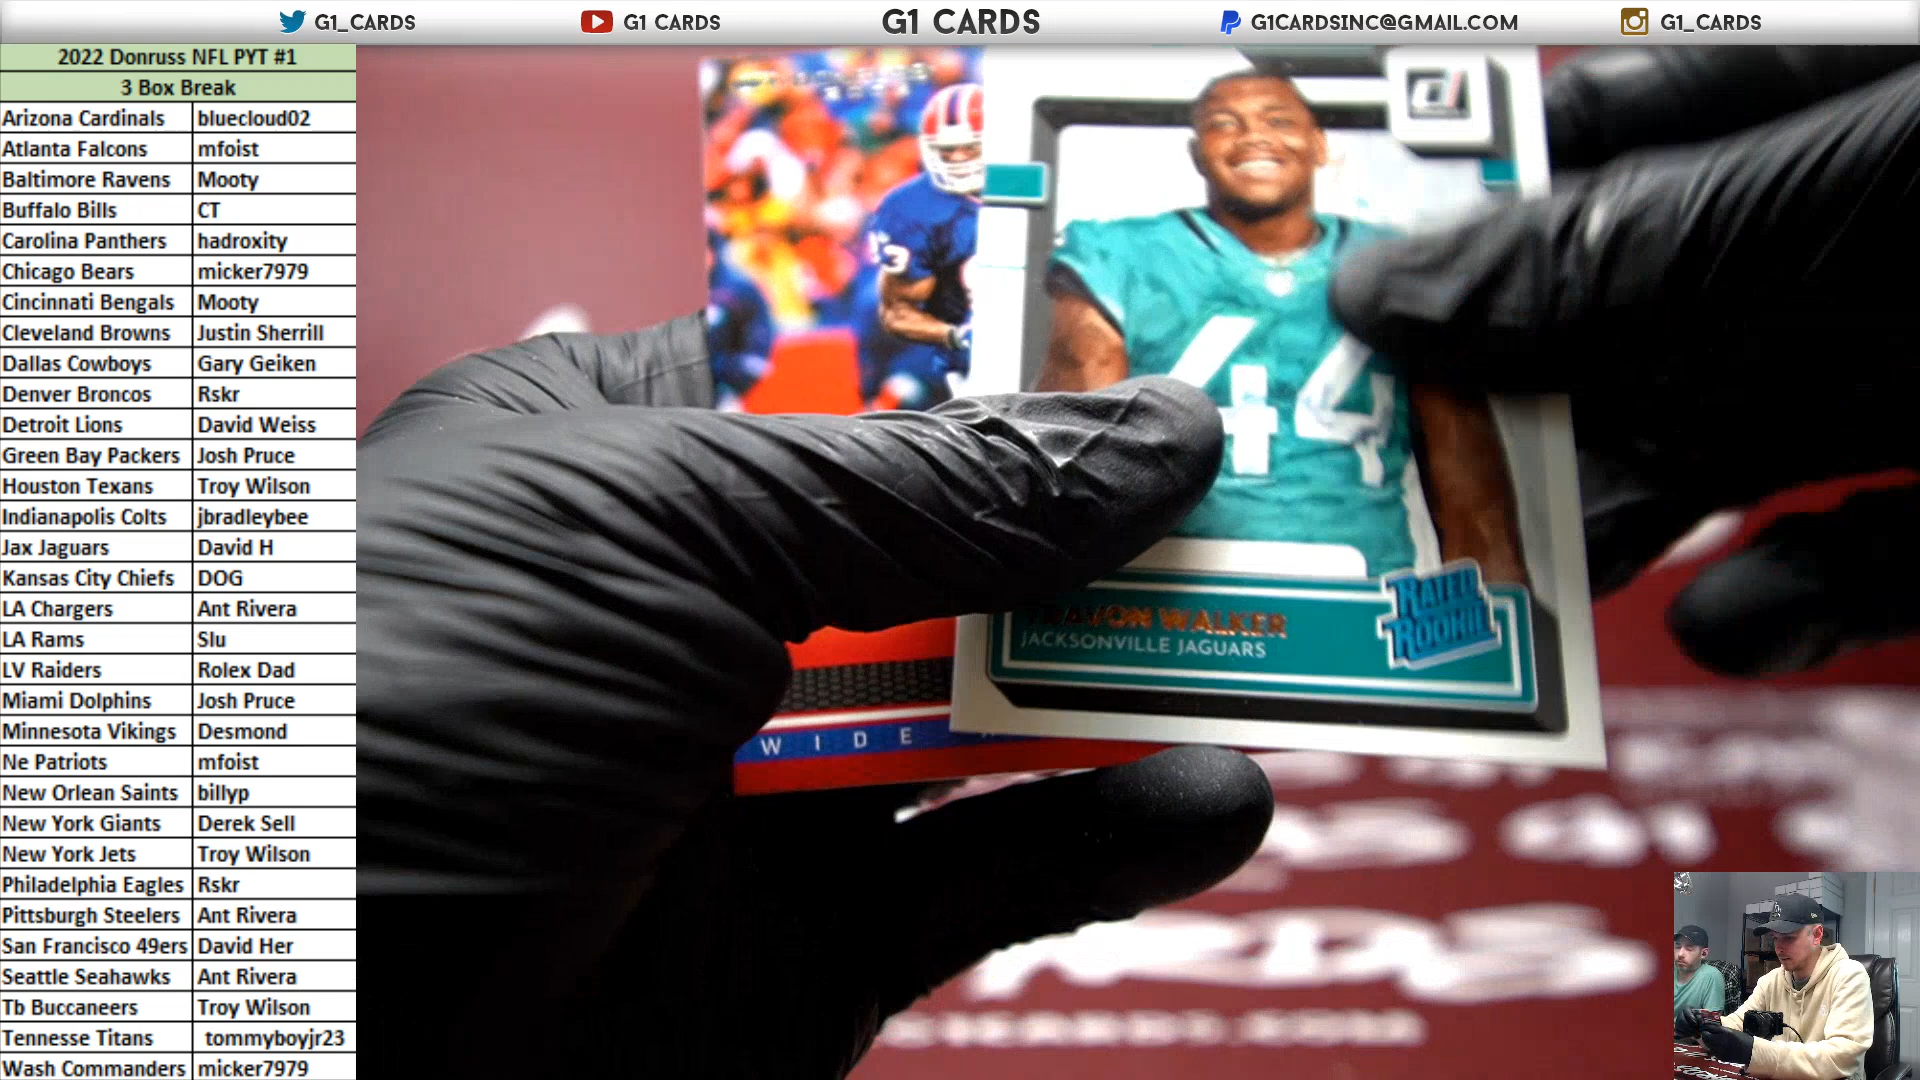 G1_CARDS
G1 CARDS
G1 CARDS
G1CARDSINC@GMAIL.COM
G1_CARDS
2022 Donruss NFL PYT #1
3 Box Break
Arizona Cardinals bluecloud02
Atlanta Falcons mfoist
Baltimore Ravens Mooty
Buffalo Bills CT
Carolina Panthers hadroxity
Chicago Bears micker7979
Cincinnati Bengals Mooty
Cleveland Browns Justin Sherrill
Dallas Cowboys Gary Geiken
Denver Broncos Rskr
Detroit Lions David Weiss
Green Bay Packers Josh Pruce
Houston Texans Troy Wilson
Indianapolis Colts jbradleybee
Jax Jaguars David H
Kansas City Chiefs DOG
LA Chargers Ant Rivera
LA Rams Slu
LV Raiders Rolex Dad
Miami Dolphins Josh Pruce
Minnesota Vikings Desmond
Ne Patriots mfoist
New Orlean Saints billyp
New York Giants Derek Sell
New York Jets Troy Wilson
Philadelphia Eagles Rskr
Pittsburgh Steelers Ant Rivera
San Francisco 49ers David Her
Seattle Seahawks Ant Rivera
Tb Buccaneers Troy Wilson
Tennesse Titans tommyboyjr23
Wash Commanders micker7979
d
44
TRAVON WALKER
JACKSONVILLE JAGUARS
RATED
ROOKIE
WIDE